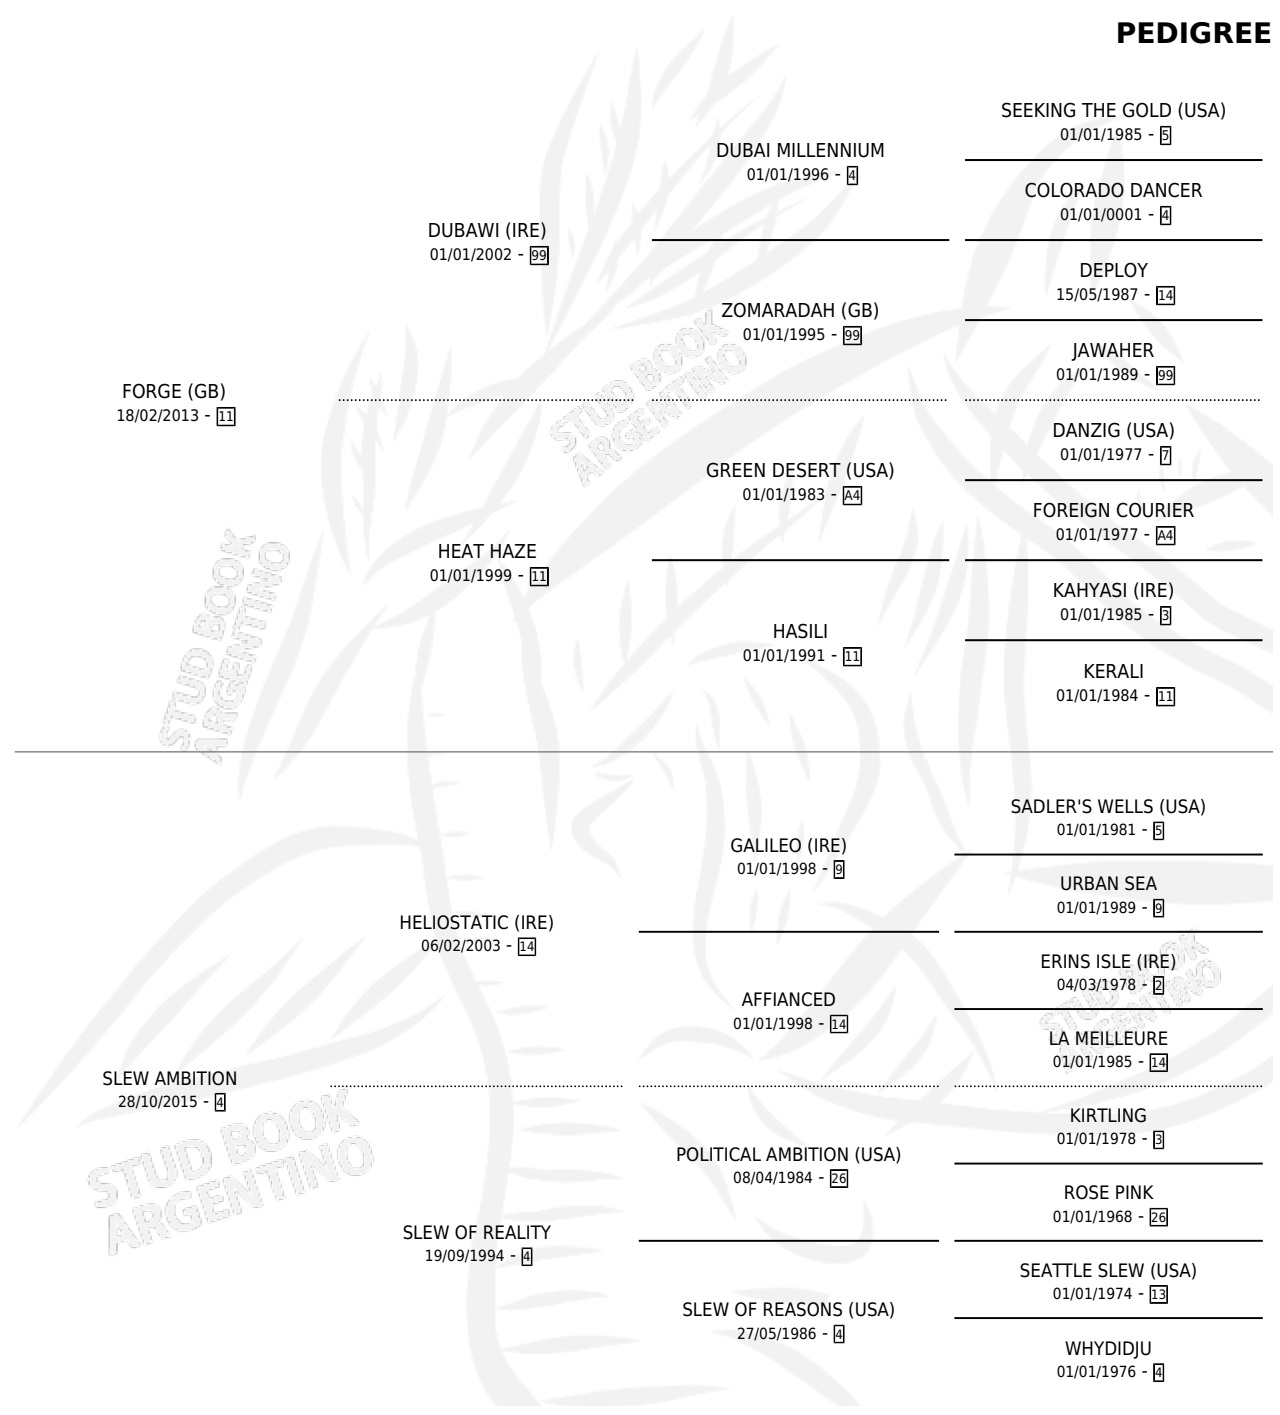 PEDIGREE
SEEKING THE GOLD (USA)
01/01/1985 - 5
DUBAI MILLENNIUM
01/01/1996 - 4
COLORADO DANCER
01/01/0001 - 4
DUBAWI (IRE)
01/01/2002 - 99
DEPLOY
15/05/1987 - 14
ZOMARADAH (GB)
01/01/1995 - 99
JAWAHER
01/01/1989 - 99
FORGE (GB)
18/02/2013 - 11
DANZIG (USA)
01/01/1977 - 7
GREEN DESERT (USA)
01/01/1983 - A4
FOREIGN COURIER
01/01/1977 - A4
HEAT HAZE
01/01/1999 - 11
KAHYASI (IRE)
01/01/1985 - 3
HASILI
01/01/1991 - 11
KERALI
01/01/1984 - 11
SADLER'S WELLS (USA)
01/01/1981 - 5
GALILEO (IRE)
01/01/1998 - 9
URBAN SEA
01/01/1989 - 9
HELIOSTATIC (IRE)
06/02/2003 - 14
ERINS ISLE (IRE)
04/03/1978 - 2
AFFIANCED
01/01/1998 - 14
LA MEILLEURE
01/01/1985 - 14
SLEW AMBITION
28/10/2015 - 4
KIRTLING
01/01/1978 - 3
POLITICAL AMBITION (USA)
08/04/1984 - 26
ROSE PINK
01/01/1968 - 26
SLEW OF REALITY
19/09/1994 - 4
SEATTLE SLEW (USA)
01/01/1974 - 13
SLEW OF REASONS (USA)
27/05/1986 - 4
WHYDIDJU
01/01/1976 - 4
STUD BOOK
ARGENTINO
STUD BOOK
ARGENTINO
STUD BOOK
ARGENTINO
STUD BOOK
ARGENTINO